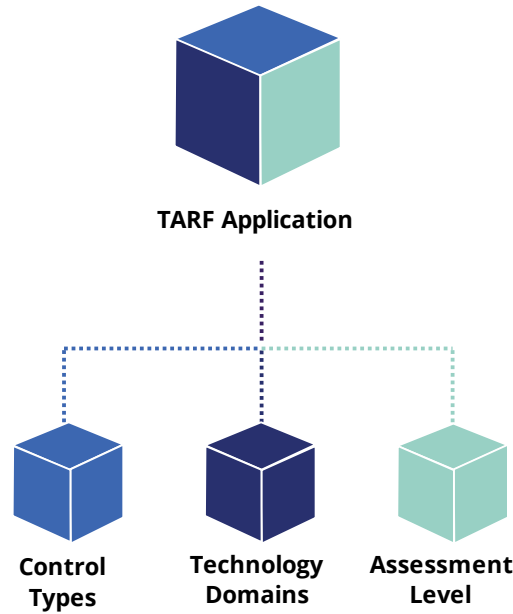 TARF Application
Control
Types
Technology
Domains
Assessment
Level